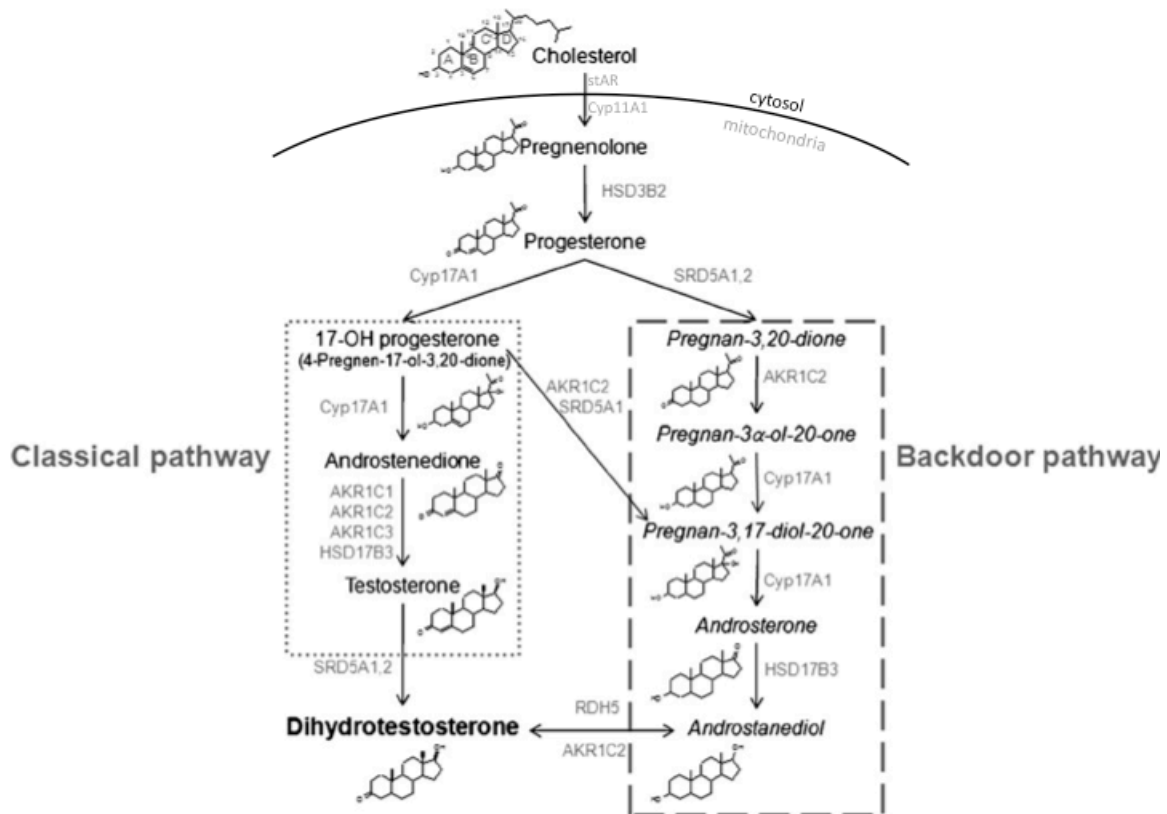 Cholesterol
stAR
cytosol
Cyp11A1
mitochondria
Pregnenolone
HSD3B2
Progesterone
Cyp17A1
SRD5A1,2
17-OH progesterone
(4-Pregnen-17-ol-3,20-dione)
Pregnan-3,20-dione
AKR1C2
AKR1C2
SRD5A1
Cyp17A1
Pregnan-3α-ol-20-one
Classical pathway
Backdoor pathway
Androstenedione
Cyp17A1
AKR1C1
AKR1C2
AKR1C3
HSD17B3
Pregnan-3,17-diol-20-one
Testosterone
Cyp17A1
Androsterone
SRD5A1,2
HSD17B3
RDH5
Dihydrotestosterone
Androstanediol
AKR1C2